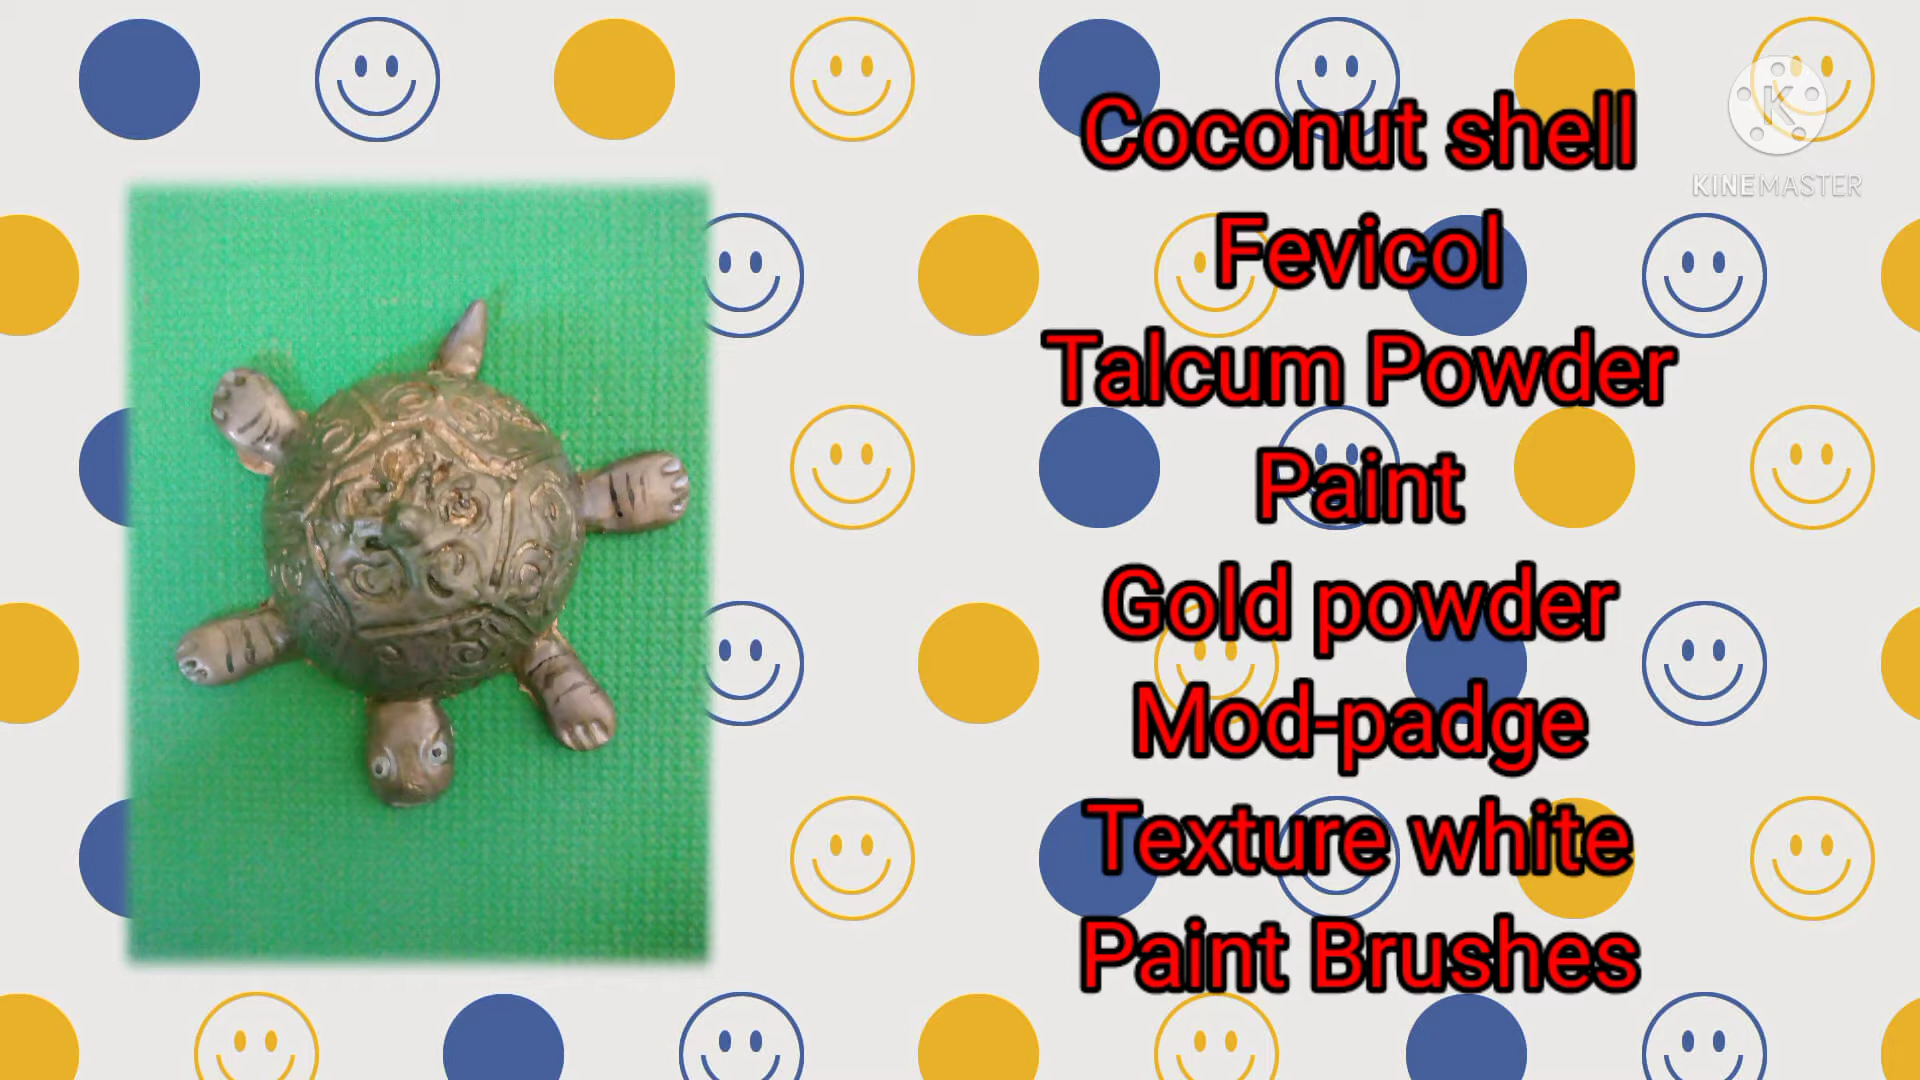 Coconut shell
Fevicol
Talcum Powder
Paint
Gold powder
Mod-padge
Texture white
Paint Brushes
K
KINEMASTER